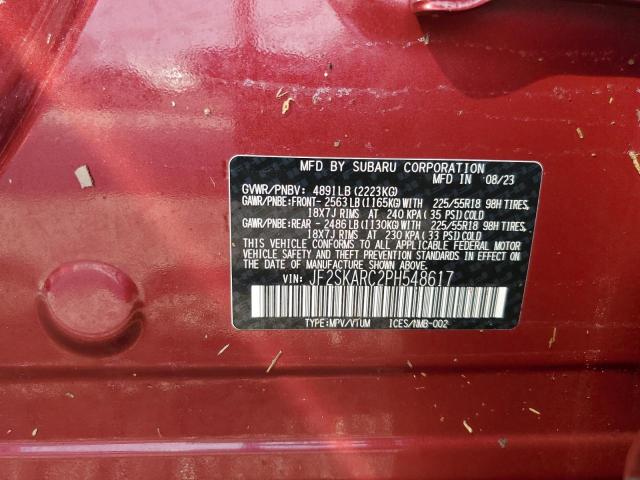 MFD BY SUBARU CORPORATION
MFD IN 08/23
GVWR/PNBV: 4891LB (2223KG)
GAWR/PNBE:FRONT- 2563LB (1165KG) WITH 225/55R18 98H TIRES,
18X7J RIMS AT 240 KPA ( 35 PSI) COLD
GAWR/PNBE:REAR - 2486LB (1130KG) WITH 225/55R18 98H TIRES,
18X7J RIMS AT 230 KPA ( 33 PSI) COLD
THIS VEHICLE CONFORMS TO ALL APPLICABLE FEDERAL MOTOR
VEHICLE SAFETY AND THEFT PREVENTION STANDARDS IN EFFECT ON
THE DATE OF MANUFACTURE SHOWN ABOVE.
VIN: JF2SKARC2PH548617
TYPE:MPV/VTUM ICES/NMB-002